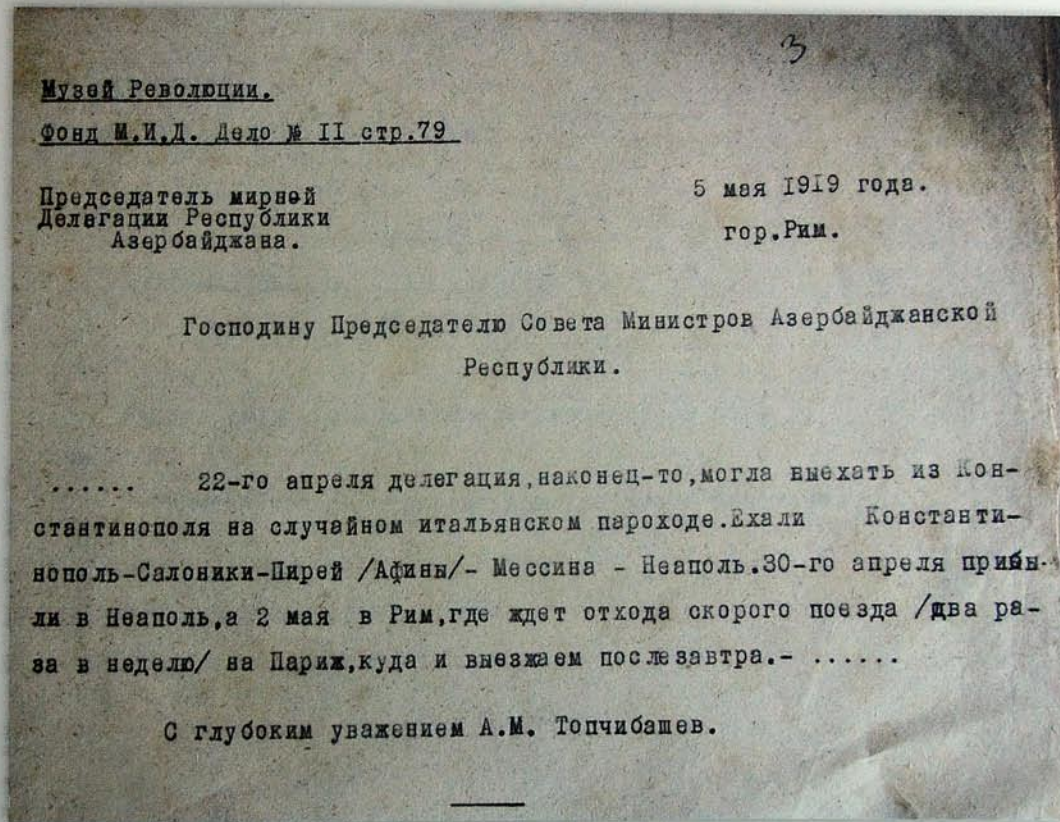 3
Музей Революции.
Фонд М.И.Д. Дело № II стр.79
Председатель мирной
Делегации Республики
Азербайджана.
5 мая 1919 года.
гор.Рим.
Господину Председателю Совета Министров Азербайджанской
Республики.
...... 22-го апреля делегация,наконец-то,могла выехать из Кон-
стантинополя на случайном итальянском пароходе.Ехали Константи-
нополь-Салоники-Пирей /Афины/- Мессина - Неаполь.30-го апреля прибы-
ли в Неаполь,а 2 мая в Рим,где ждет отхода скорого поезда /два ра-
за в неделю/ на Париж,куда и выезжаем послезавтра.- ......
С глубоким уважением А.М. Топчибашев.